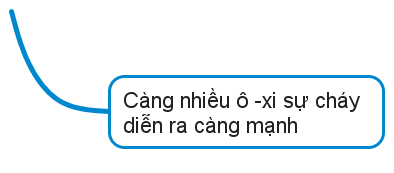 Càng nhiều ô -xi sự cháy
diễn ra càng mạnh